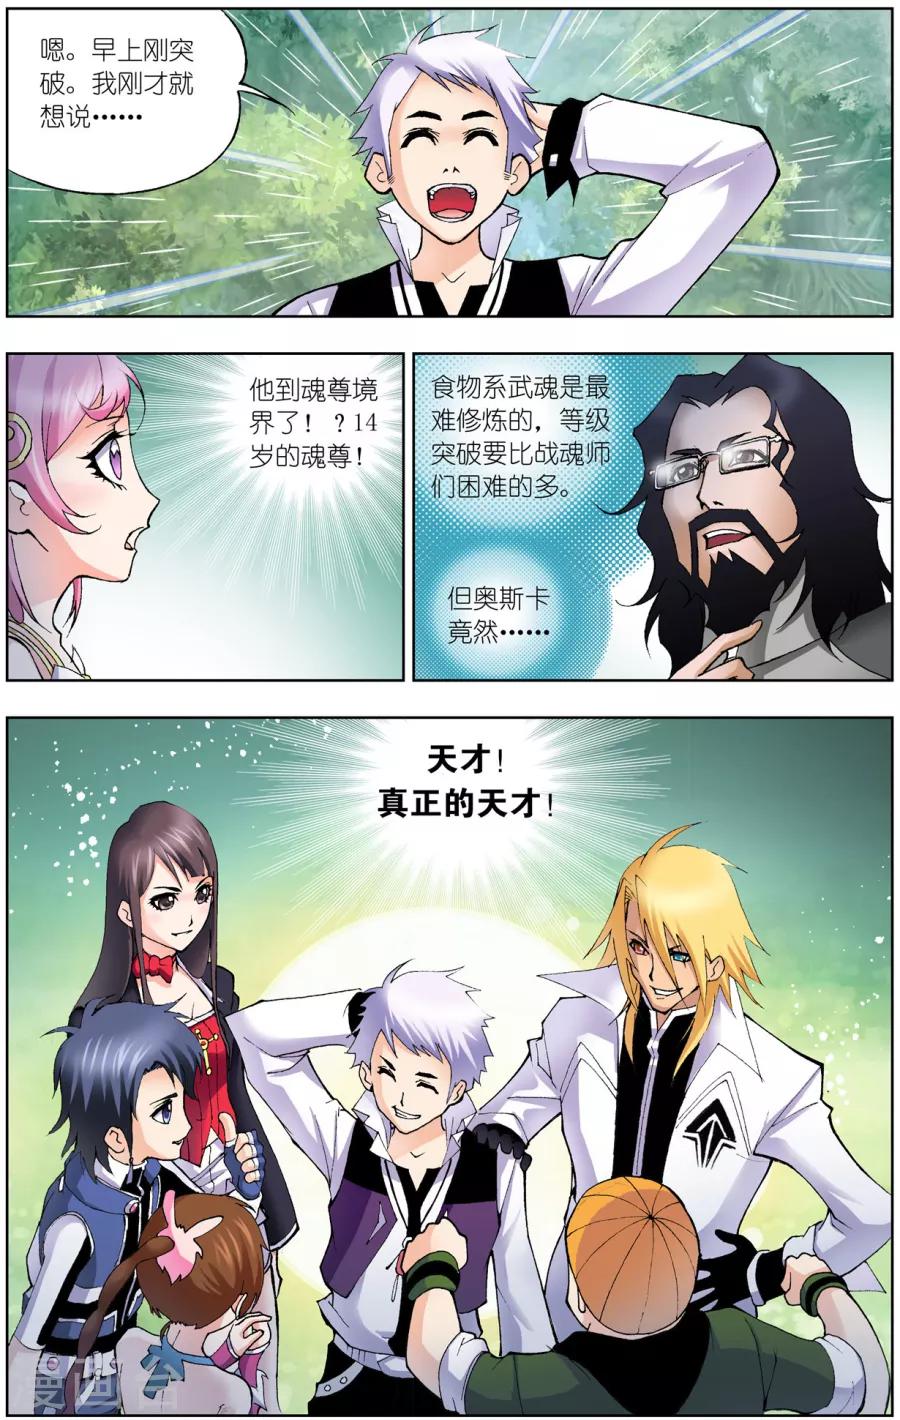 嗯。早上刚突
破。我刚才就
想说……
他到魂尊境
界了！？14
岁的魂尊！
食物系武魂是最
难修炼的，等级
突破要比战魂师
们困难的多。
但奥斯卡
竟然……
天才！
真正的天才！
漫画台